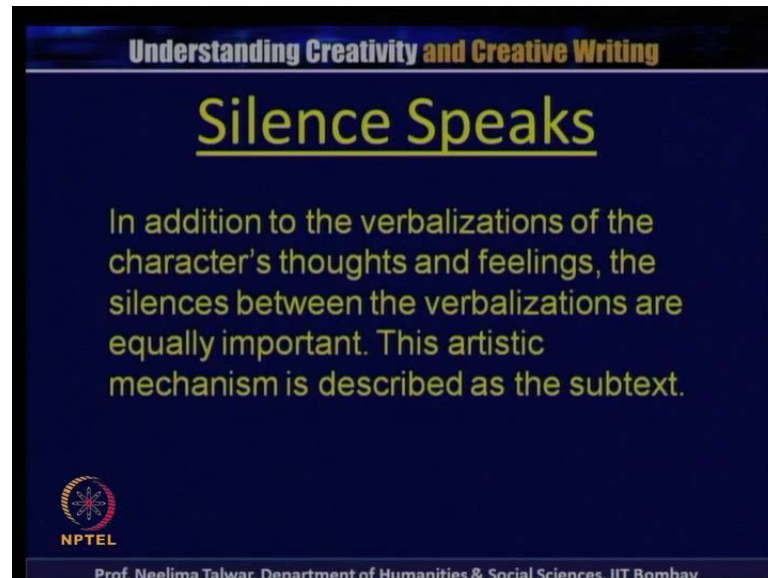 Understanding Creativity and Creative Writing
Silence Speaks
In addition to the verbalizations of the
character's thoughts and feelings, the
silences between the verbalizations are
equally important. This artistic
mechanism is described as the subtext.
NPTEL
Prof. Neelima Talwar, Department of Humanities & Social Sciences, IIT Bombay